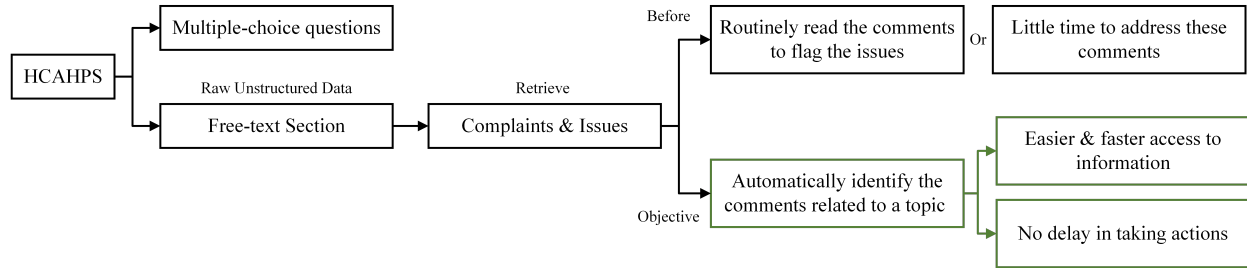 HCAHPS
Multiple-choice questions
Raw Unstructured Data
Free-text Section
Retrieve
Complaints & Issues
Before
Routinely read the comments
to flag the issues
Or
Little time to address these
comments
Objective
Automatically identify the
comments related to a topic
Easier & faster access to
information
No delay in taking actions